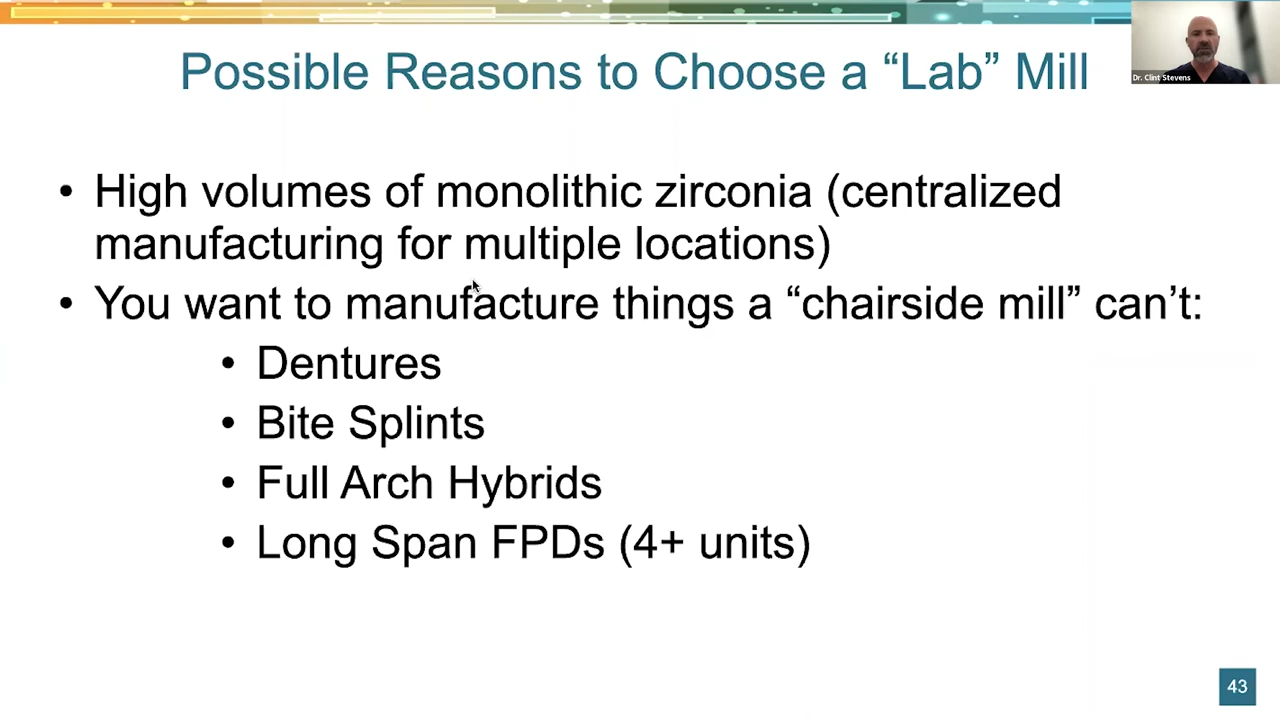 Possible Reasons to Choose a “Lab” Mill
Dr. Clint Stevens
• High volumes of monolithic zirconia (centralized
manufacturing for multiple locations)
• You want to manufacture things a “chairside mill” can’t:
• Dentures
• Bite Splints
• Full Arch Hybrids
• Long Span FPDs (4+ units)
43